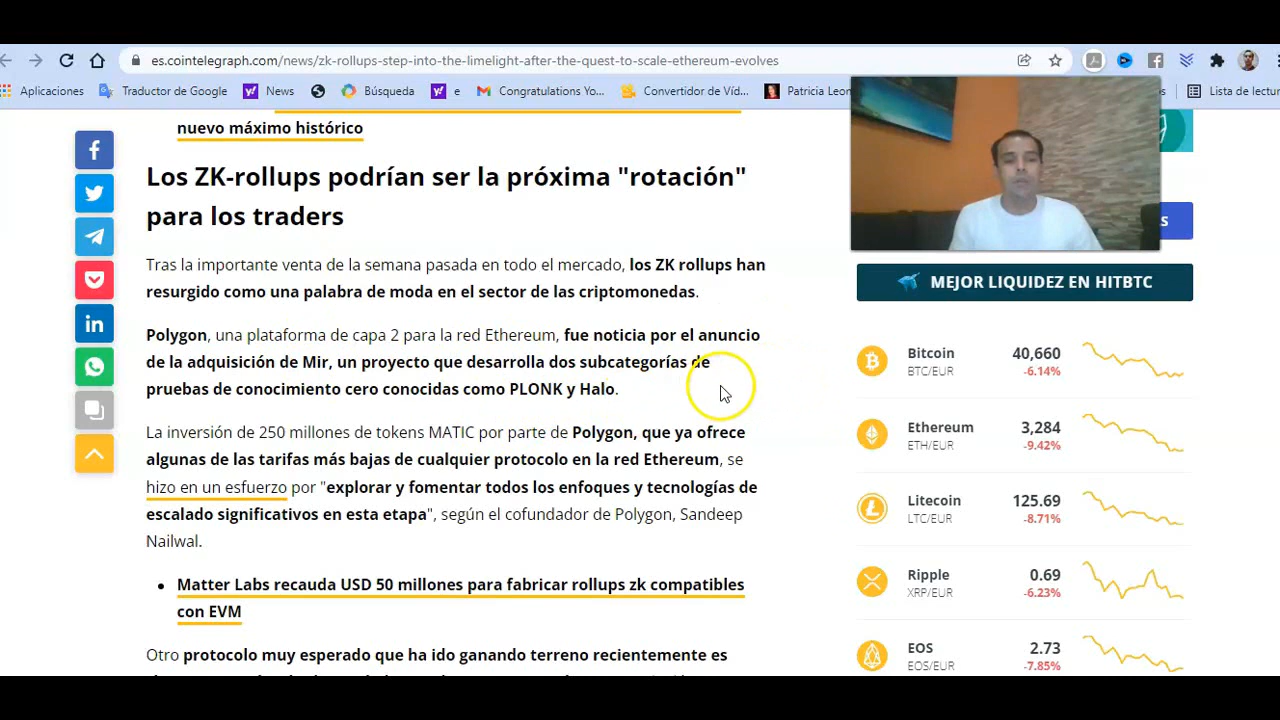 es.cointelegraph.com/news/zk-rollups-step-into-the-limelight-after-the-quest-to-scale-ethereum-evolves
Aplicaciones Traductor de Google News Búsqueda e Congratulations Yo... Convertidor de Víd... Patricia Leon Lista de lectur
nuevo máximo histórico
Los ZK-rollups podrían ser la próxima "rotación"
para los traders
Tras la importante venta de la semana pasada en todo el mercado, los ZK rollups han
resurgido como una palabra de moda en el sector de las criptomonedas.
Polygon, una plataforma de capa 2 para la red Ethereum, fue noticia por el anuncio
de la adquisición de Mir, un proyecto que desarrolla dos subcategorías de
pruebas de conocimiento cero conocidas como PLONK y Halo.
La inversión de 250 millones de tokens MATIC por parte de Polygon, que ya ofrece
algunas de las tarifas más bajas de cualquier protocolo en la red Ethereum, se
hizo en un esfuerzo por "explorar y fomentar todos los enfoques y tecnologías de
escalado significativos en esta etapa", según el cofundador de Polygon, Sandeep
Nailwal.
• Matter Labs recauda USD 50 millones para fabricar rollups zk compatibles
con EVM
Otro protocolo muy esperado que ha ido ganando terreno recientemente es
S
MEJOR LIQUIDEZ EN HITBTC
Bitcoin 40,660
BTC/EUR -6.14%
Ethereum 3,284
ETH/EUR -9.42%
Litecoin 125.69
LTC/EUR -8.71%
Ripple 0.69
XRP/EUR -6.23%
EOS 2.73
EOS/EUR -7.85%